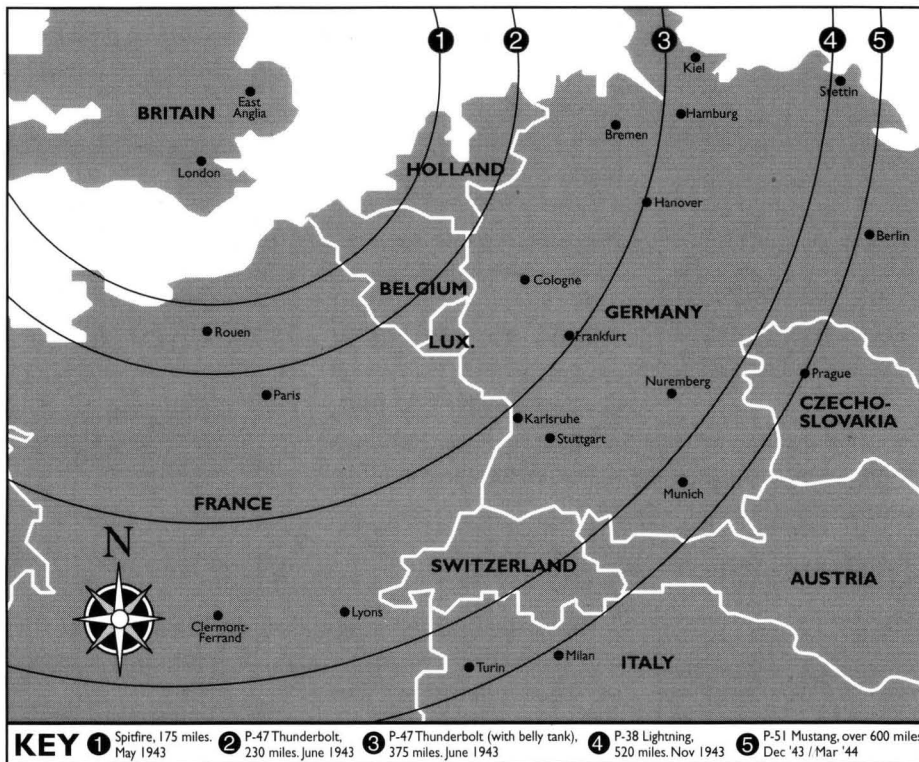 1
2
3
4
5
Kiel
Stettin
East
Anglia
BRITAIN
Hamburg
Bremen
London
HOLLAND
Hanover
Berlin
Cologne
BELGIUM
GERMANY
Rouen
LUX.
Frankfurt
Prague
Nuremberg
Paris
CZECHO-
SLOVAKIA
Karlsruhe
Stuttgart
Munich
FRANCE
N
SWITZERLAND
AUSTRIA
Lyons
Clermont-
Ferrand
Milan
ITALY
Turin
KEY
1 Spitfire, 175 miles.
May 1943
2 P-47 Thunderbolt,
230 miles. June 1943
3 P-47 Thunderbolt (with belly tank),
375 miles. June 1943
4 P-38 Lightning,
520 miles. Nov 1943
5 P-51 Mustang, over 600 miles
Dec '43 / Mar '44